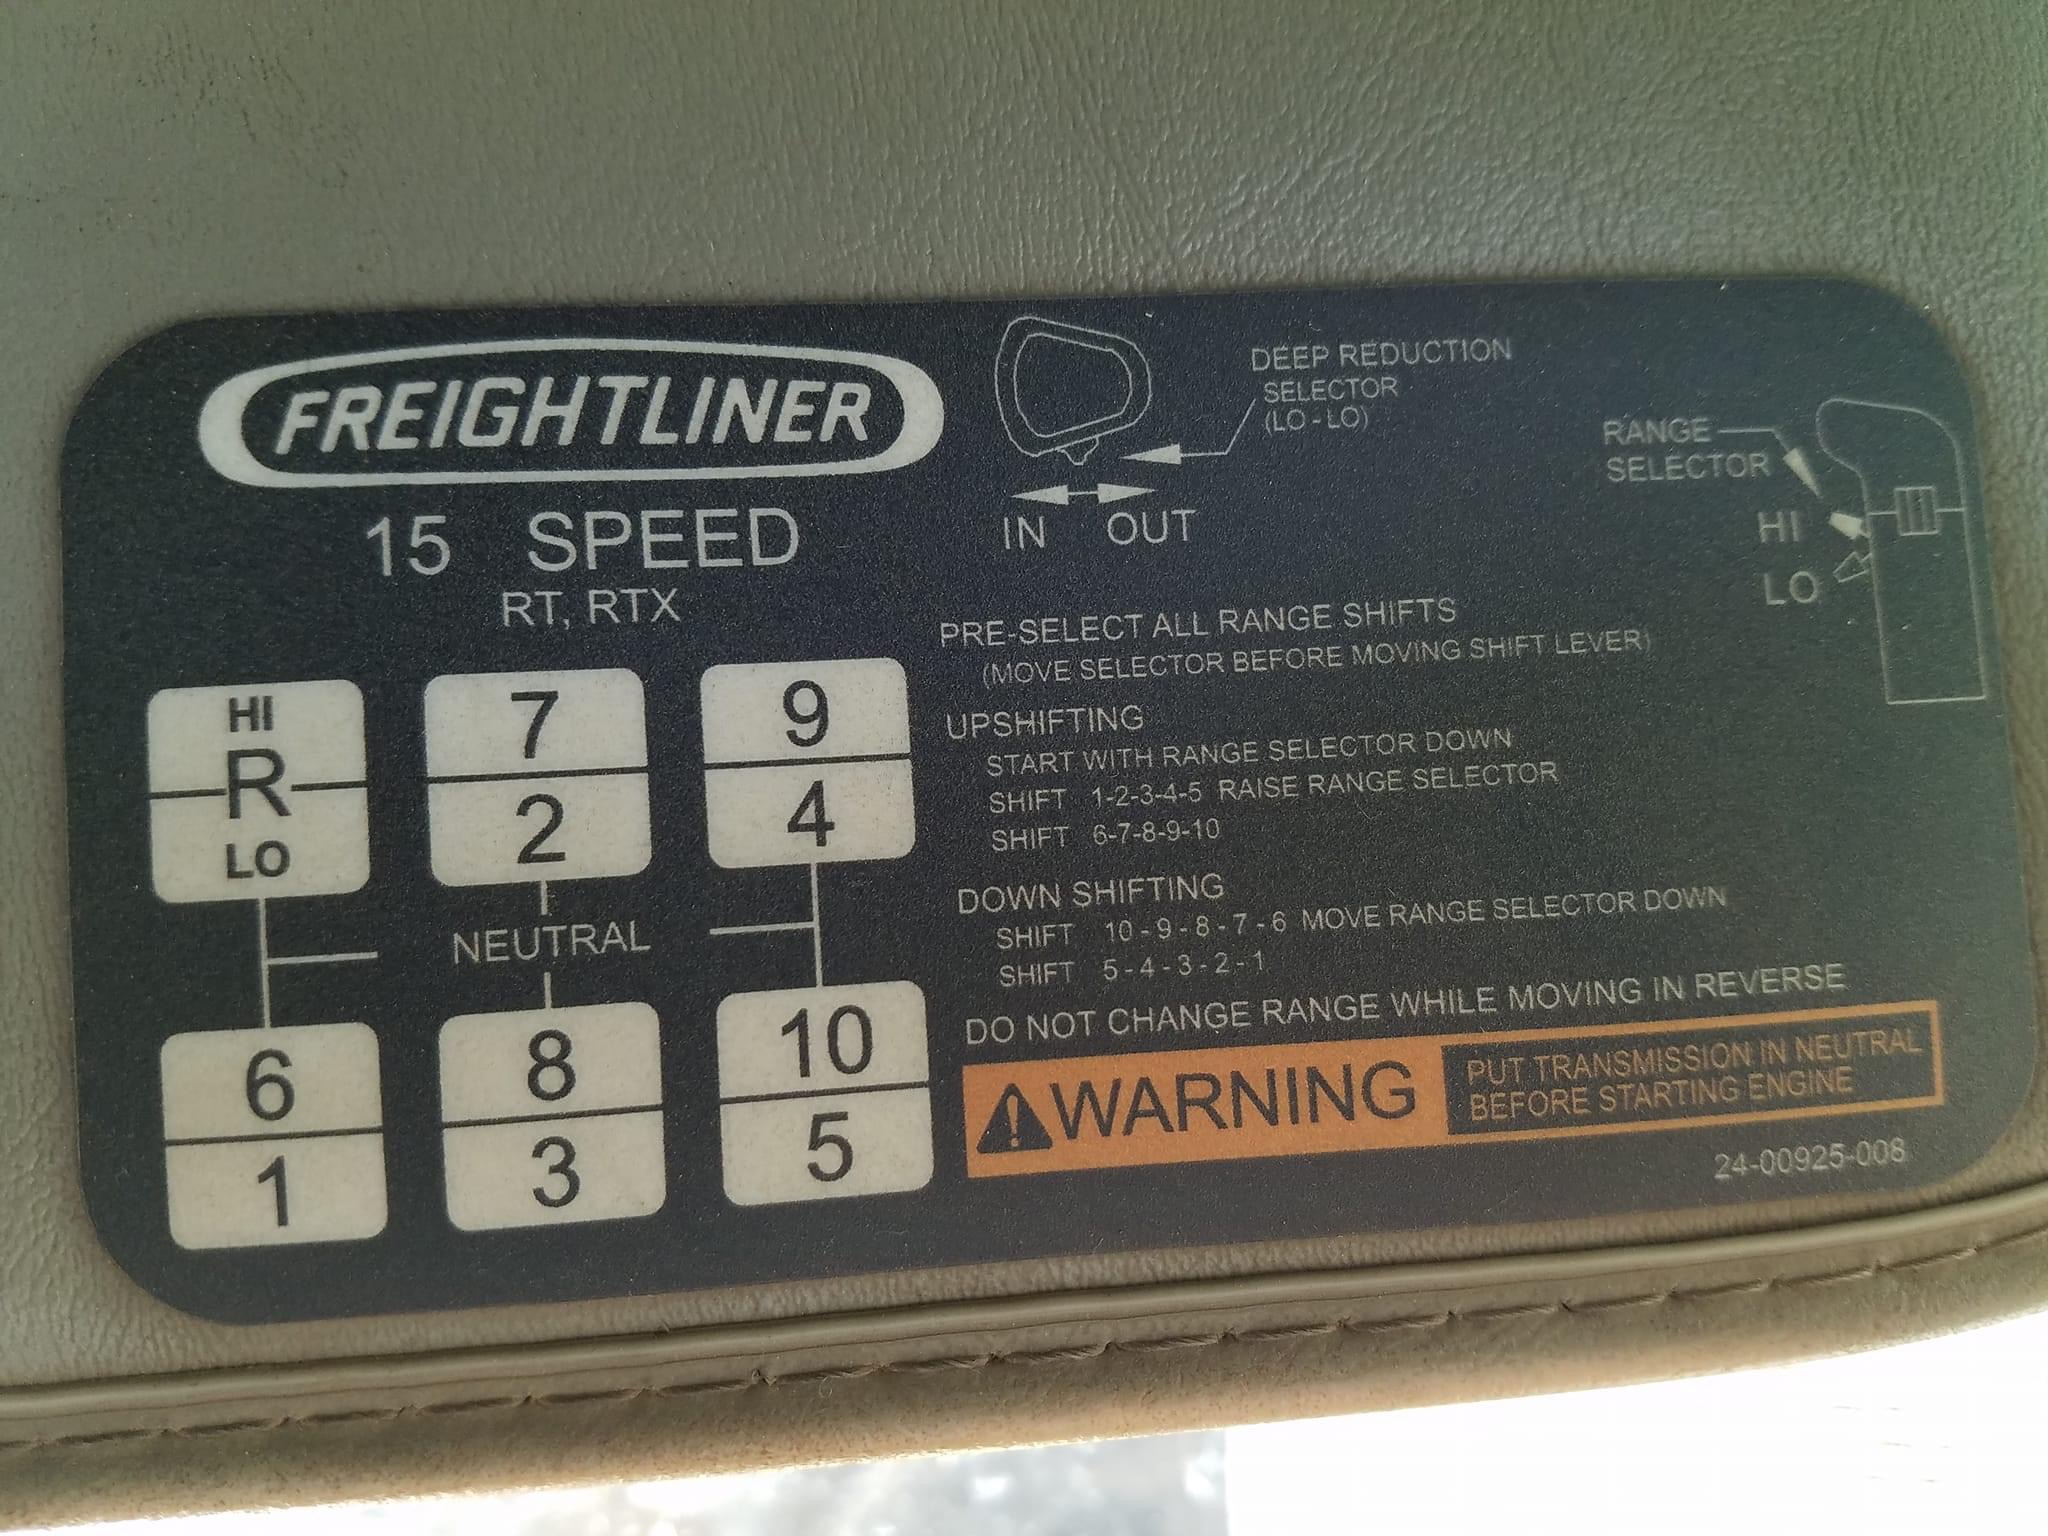 FREIGHTLINER
15 SPEED
RT, RTX
HI
R
LO
7
2
9
4
NEUTRAL
6
1
8
3
10
5
DEEP REDUCTION
SELECTOR
(LO - LO)
IN OUT
RANGE
SELECTOR
HI
LO
PRE-SELECT ALL RANGE SHIFTS
(MOVE SELECTOR BEFORE MOVING SHIFT LEVER)
UPSHIFTING
START WITH RANGE SELECTOR DOWN
SHIFT 1-2-3-4-5 RAISE RANGE SELECTOR
SHIFT 6-7-8-9-10
DOWN SHIFTING
SHIFT 10 - 9 - 8 - 7 - 6 MOVE RANGE SELECTOR DOWN
SHIFT 5 - 4 - 3 - 2 - 1
DO NOT CHANGE RANGE WHILE MOVING IN REVERSE
WARNING
PUT TRANSMISSION IN NEUTRAL
BEFORE STARTING ENGINE
24-00925-008